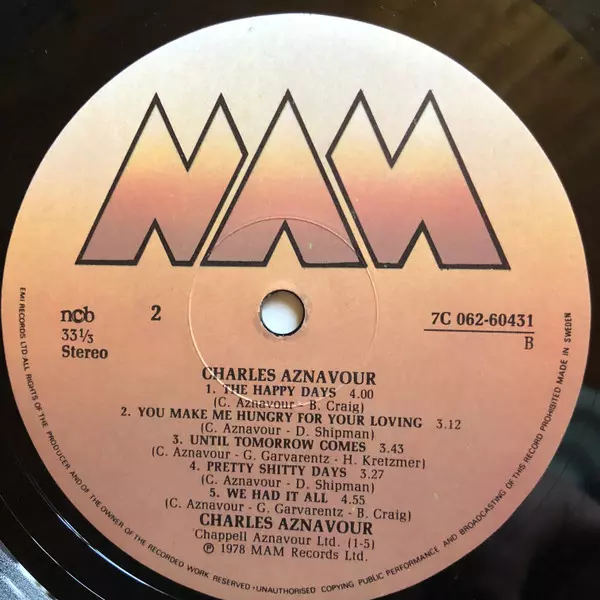 MAM
ncb
33⅓
Stereo
2
7C 062-60431
B
CHARLES AZNAVOUR
1. THE HAPPY DAYS 4.00
(C. Aznavour - B. Craig)
2. YOU MAKE ME HUNGRY FOR YOUR LOVING 3.12
(C. Aznavour - D. Shipman)
3. UNTIL TOMORROW COMES 3.43
(C. Aznavour - G. Garvarentz - H. Kretzmer)
4. PRETTY SHITTY DAYS 3.27
(C. Aznavour - D. Shipman)
5. WE HAD IT ALL 4.55
(C. Aznavour - G. Garvarentz - B. Craig)
CHARLES AZNAVOUR
Chappell Aznavour Ltd. (1-5)
℗ 1978 MAM Records Ltd.
EMI RECORDS LTD ALL RIGHTS OF THE PRODUCER AND OF THE OWNER OF THE RECORDED WORK RESERVED · UNAUTHORISED COPYING PUBLIC PERFORMANCE AND BROADCASTING OF THIS RECORD PROHIBITED MADE IN SWEDEN